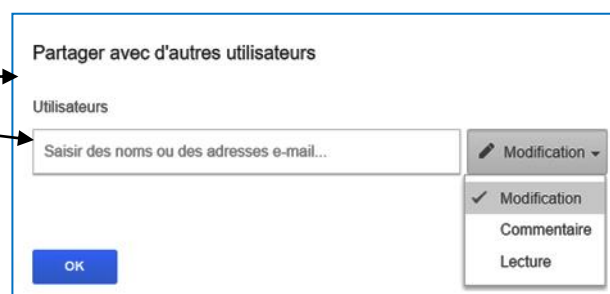 Partager avec d'autres utilisateurs
Utilisateurs
Saisir des noms ou des adresses e-mail...
Modification
Modification
Commentaire
Lecture
OK